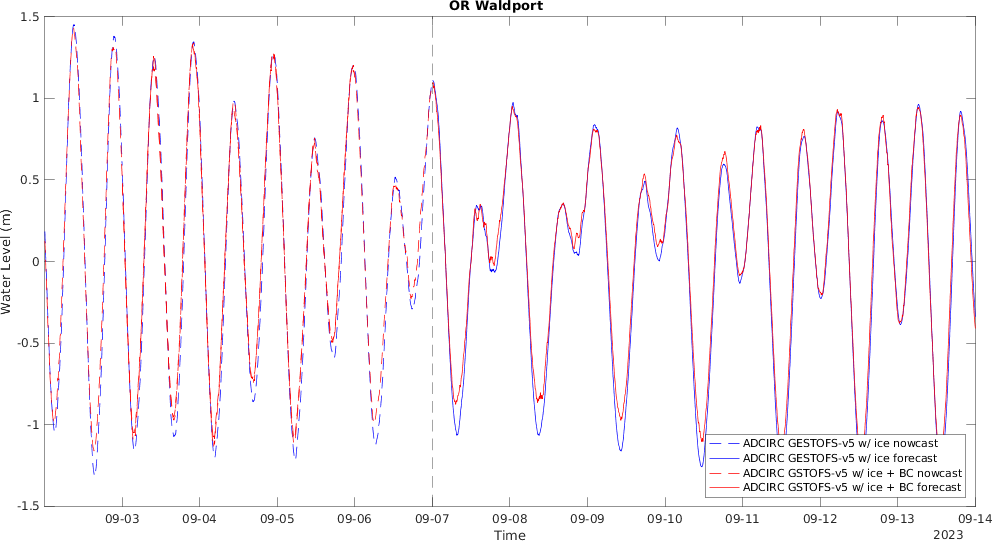 OR Waldport
1.5
1
0.5
0
-0.5
-1
-1.5
Water Level (m)
09-03 09-04 09-05 09-06 09-07 09-08 09-09 09-10 09-11 09-12 09-13 09-14
Time
2023
ADCIRC GESTOFS-v5 w/ ice nowcast
ADCIRC GESTOFS-v5 w/ ice forecast
ADCIRC GSTOFS-v5 w/ ice + BC nowcast
ADCIRC GSTOFS-v5 w/ ice + BC forecast